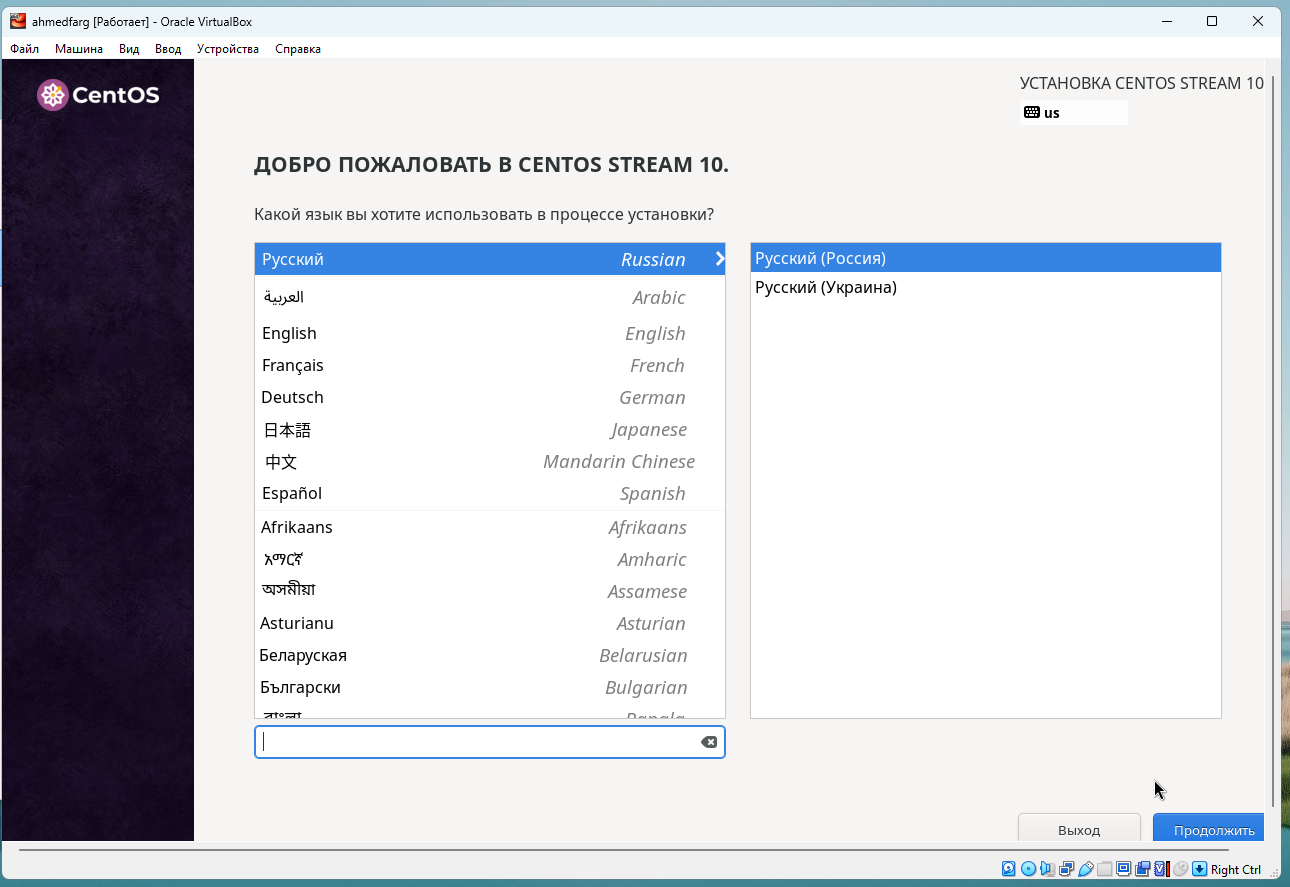 ahmedfarg [Работает] - Oracle VirtualBox
Файл Машина Вид Ввод Устройства Справка
CentOS
УСТАНОВКА CENTOS STREAM 10
us
ДОБРО ПОЖАЛОВАТЬ В CENTOS STREAM 10.
Какой язык вы хотите использовать в процессе установки?
Русский Russian
العربية Arabic
English English
Français French
Deutsch German
日本語 Japanese
中文 Mandarin Chinese
Español Spanish
Afrikaans Afrikaans
አማርኛ Amharic
অসমীয়া Assamese
Asturianu Asturian
Беларуская Belarusian
Български Bulgarian
বাংলা Bangla
Русский (Россия)
Русский (Украина)
Выход Продолжить
Right Ctrl